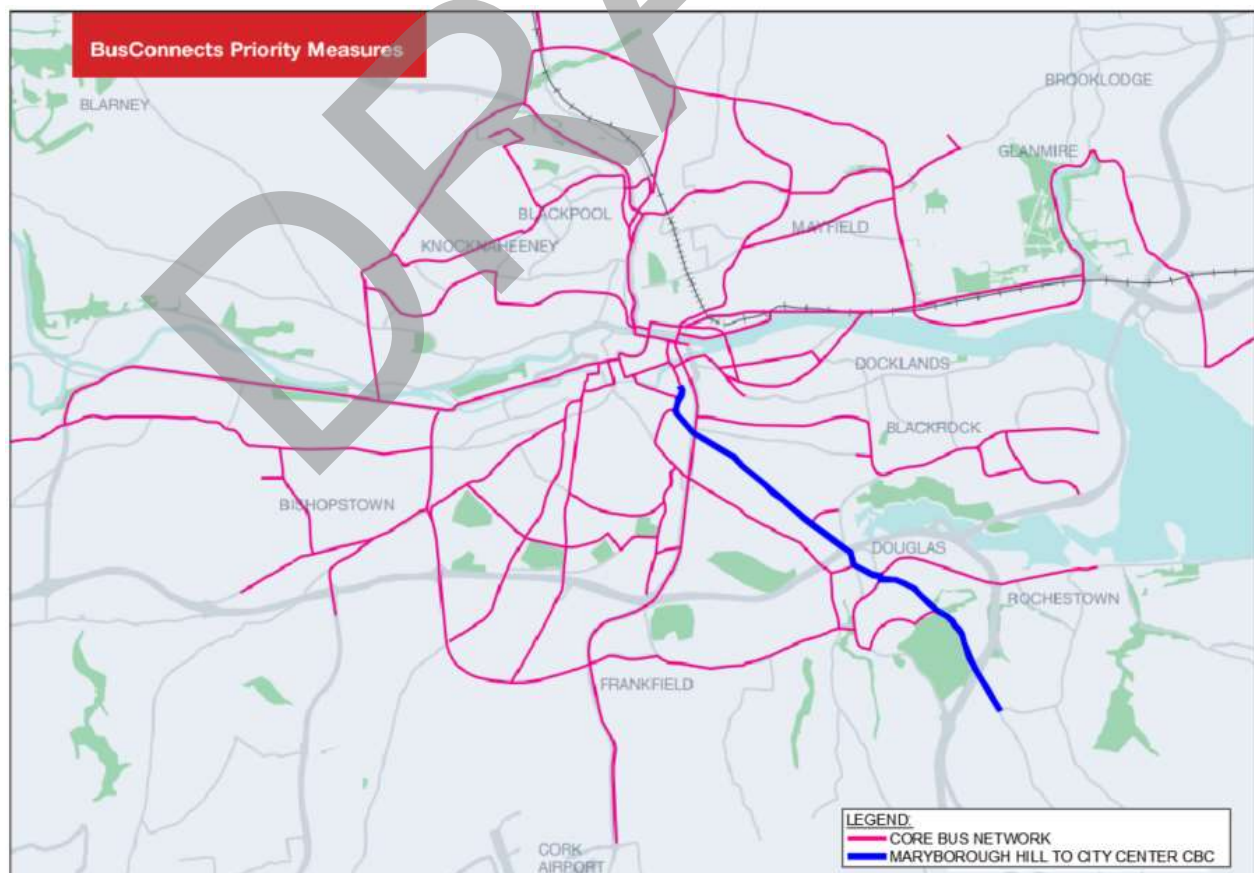 BusConnects Priority Measures
BROOKLODGE
BLARNEY
GLANMIRE
BLACKPOOL
MAYFIELD
KNOCKNAHEENEY
DOCKLANDS
BLACKROCK
BISHOPSTOWN
DOUGLAS
ROCHESTOWN
FRANKFIELD
CORK
AIRPORT
LEGEND:
CORE BUS NETWORK
MARYBOROUGH HILL TO CITY CENTER CBC
DRA